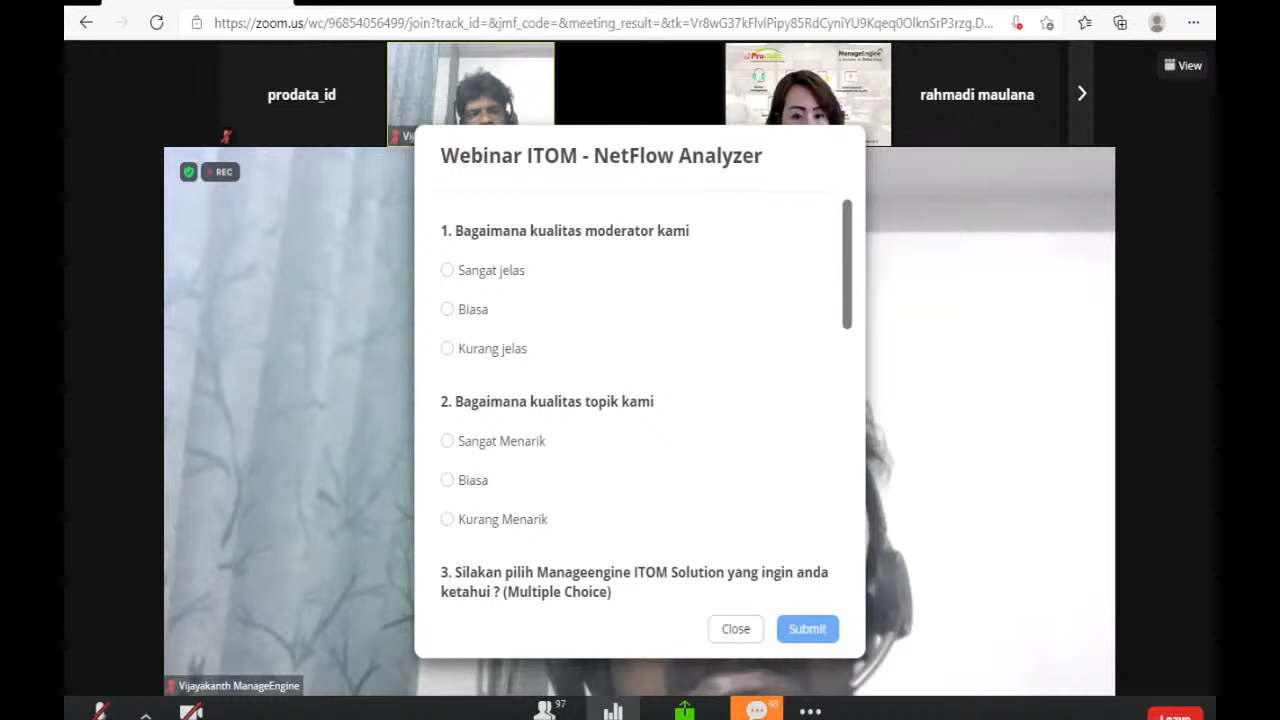 https://zoom.us/wc/96854056499/join?track_id=&jmf_code=&meeting_result=&tk=Vr8wG37kFlvlPipy85RdCyniYU9Kqeq0OlknSrP3rzg.D...
View
prodata_id
ManageEngine
rahmadi maulana
REC
Webinar ITOM - NetFlow Analyzer
1. Bagaimana kualitas moderator kami
Sangat jelas
Biasa
Kurang jelas
2. Bagaimana kualitas topik kami
Sangat Menarik
Biasa
Kurang Menarik
3. Silakan pilih Manageengine ITOM Solution yang ingin anda
ketahui ? (Multiple Choice)
Close
Submit
Vijayakanth ManageEngine
97
48
Leave